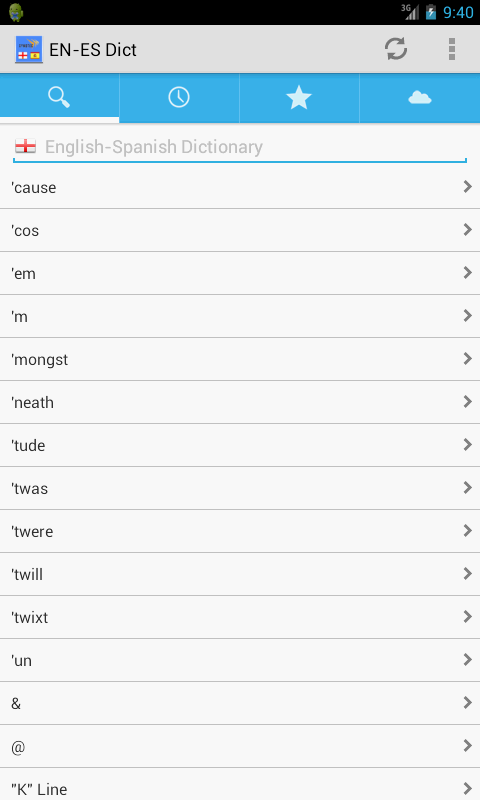 3G
9:40
EN-ES Dict
English-Spanish Dictionary
'cause
'cos
'em
'm
'mongst
'neath
'tude
'twas
'twere
'twill
'twixt
'un
&
@
"K" Line